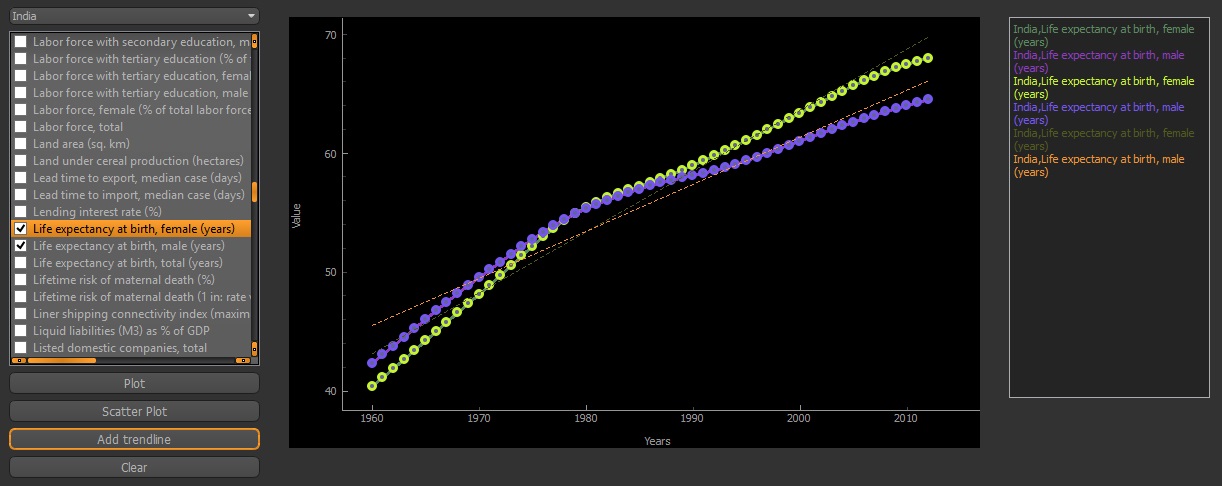 India
Labor force with secondary education, m
Labor force with tertiary education (% of
Labor force with tertiary education, femal
Labor force with tertiary education, male
Labor force, female (% of total labor force
Labor force, total
Land area (sq. km)
Land under cereal production (hectares)
Lead time to export, median case (days)
Lead time to import, median case (days)
Lending interest rate (%)
Life expectancy at birth, female (years)
Life expectancy at birth, male (years)
Life expectancy at birth, total (years)
Lifetime risk of maternal death (%)
Lifetime risk of maternal death (1 in: rate v
Liner shipping connectivity index (maxim
Liquid liabilities (M3) as % of GDP
Listed domestic companies, total
Plot
Scatter Plot
Add trendline
Clear
70
60
50
40
Value
1960 1970 1980 1990 2000 2010
Years
India,Life expectancy at birth, female
(years)
India,Life expectancy at birth, male
(years)
India,Life expectancy at birth, female
(years)
India,Life expectancy at birth, male
(years)
India,Life expectancy at birth, female
(years)
India,Life expectancy at birth, male
(years)